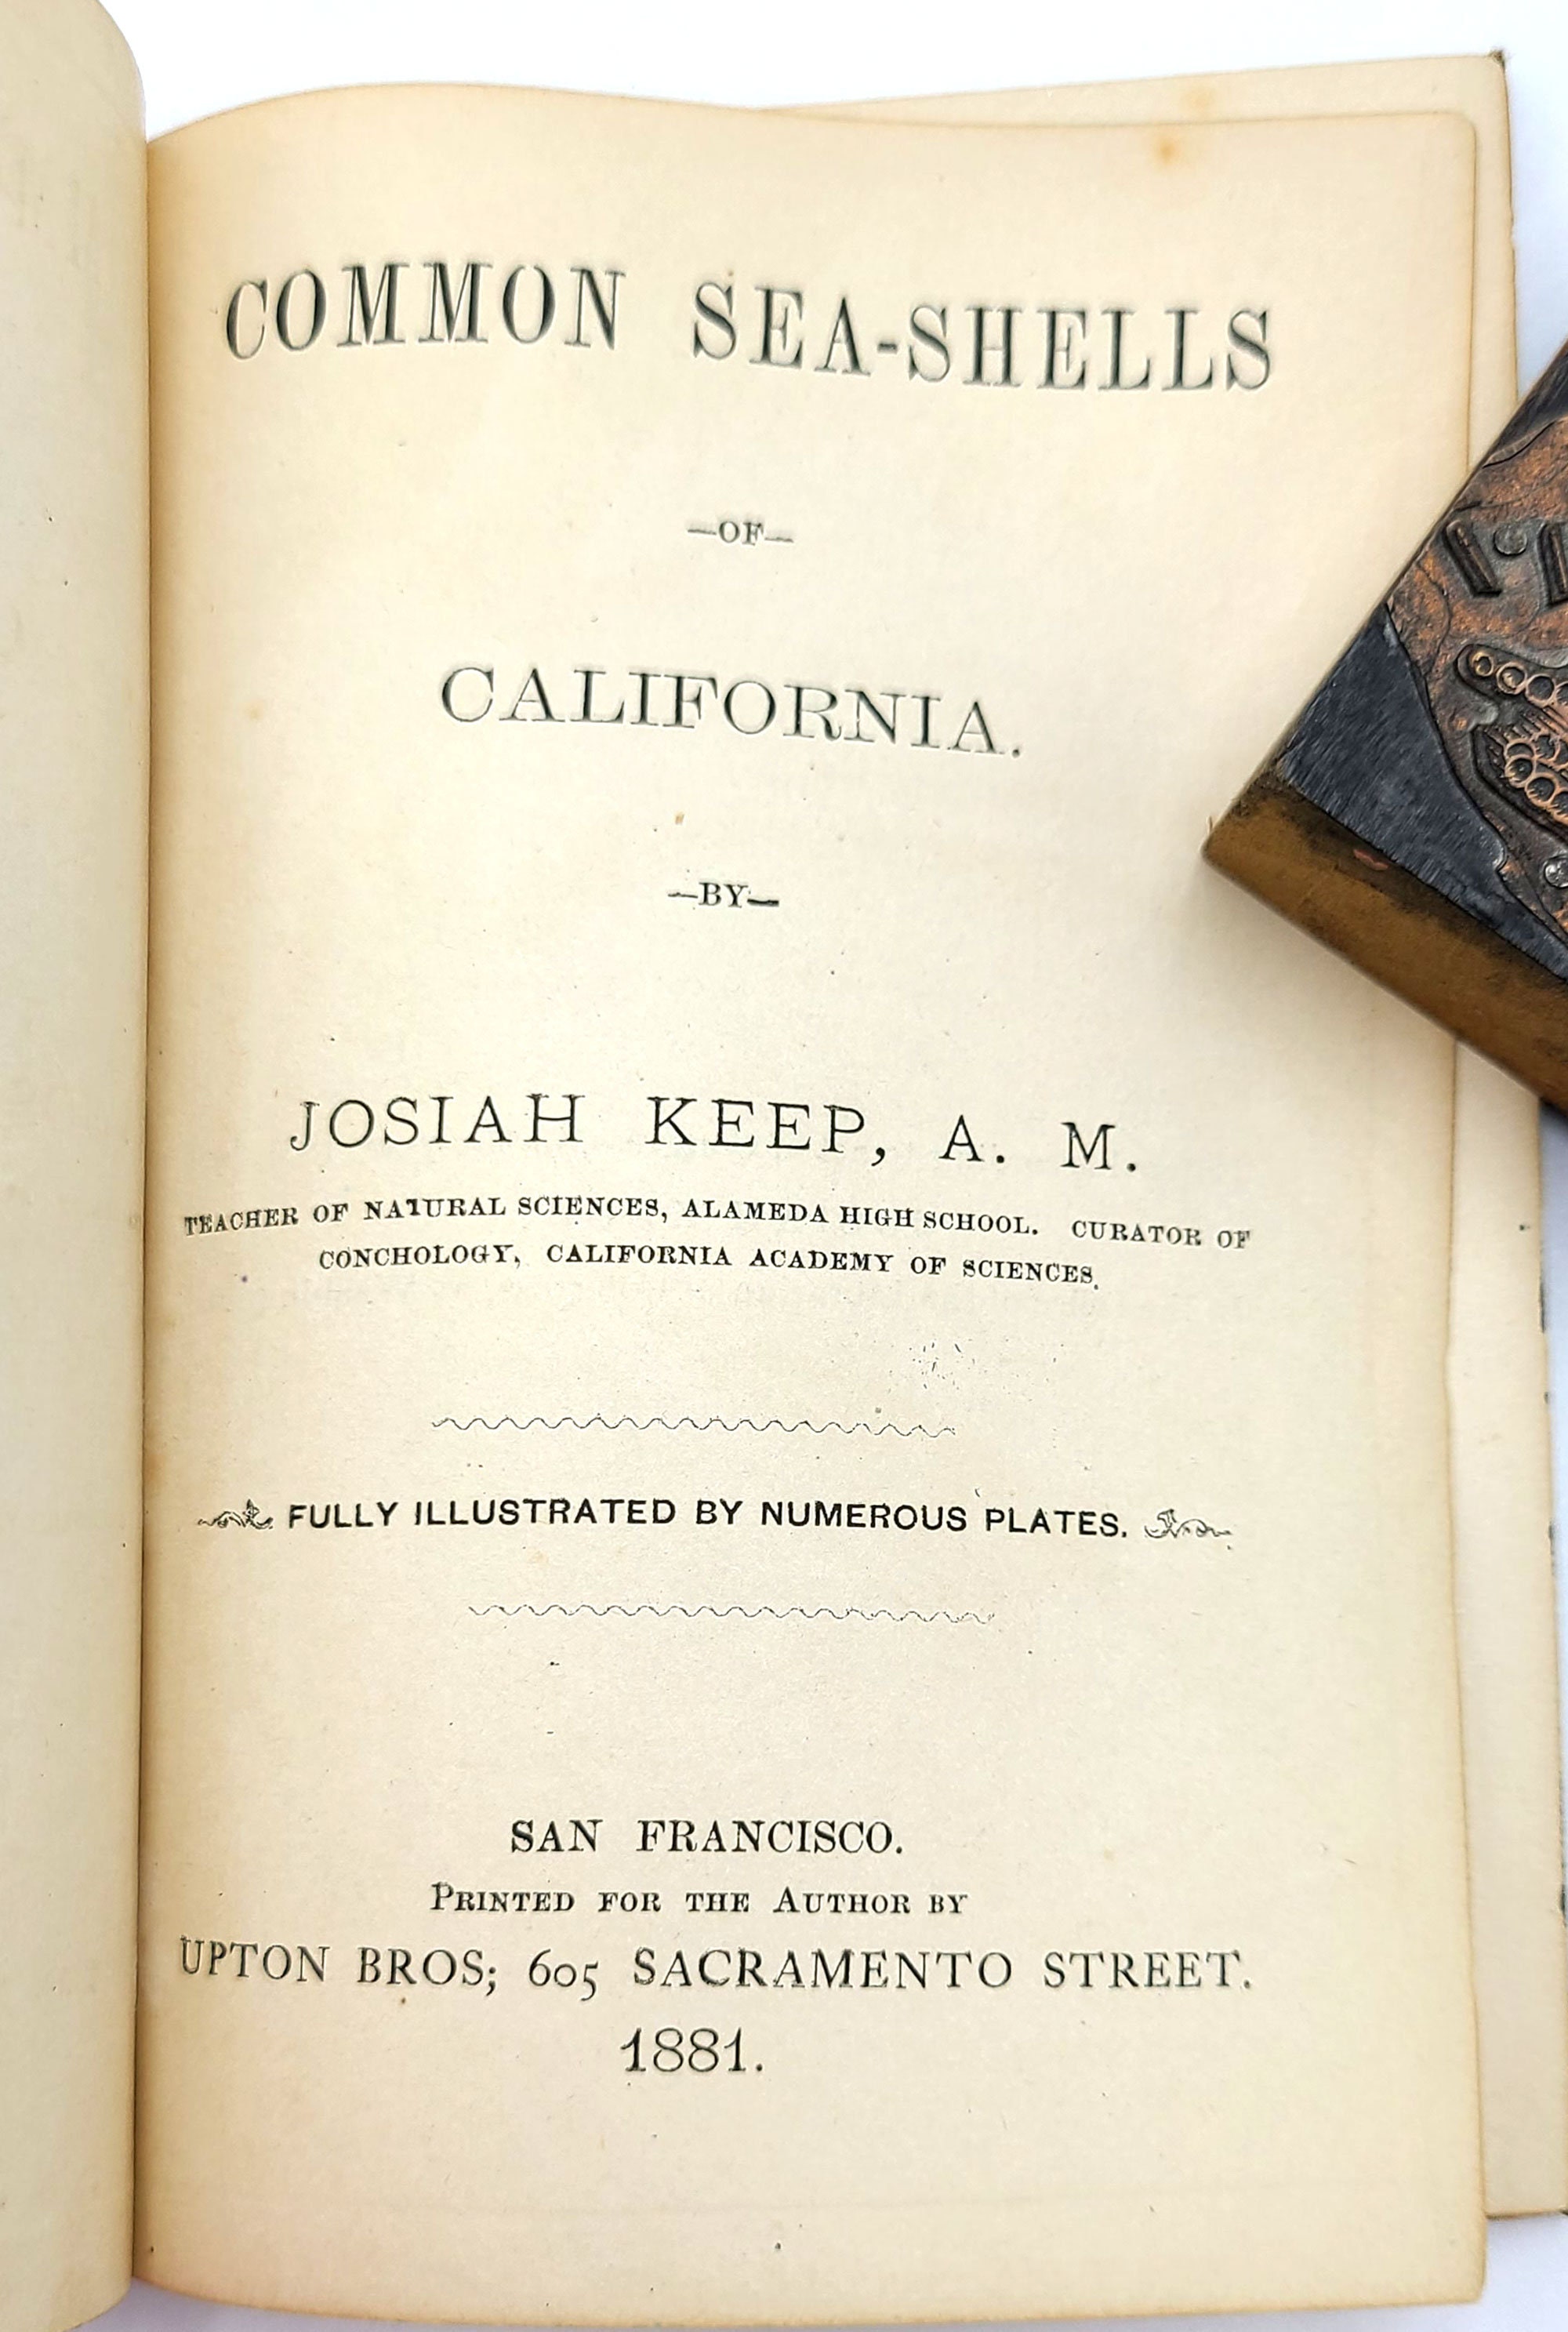 COMMON SEA-SHELLS
—OF—
CALIFORNIA.
—BY—
JOSIAH KEEP, A. M.
TEACHER OF NATURAL SCIENCES, ALAMEDA HIGH SCHOOL. CURATOR OF
CONCHOLOGY, CALIFORNIA ACADEMY OF SCIENCES.
FULLY ILLUSTRATED BY NUMEROUS PLATES.
SAN FRANCISCO.
PRINTED FOR THE AUTHOR BY
UPTON BROS; 605 SACRAMENTO STREET.
1881.